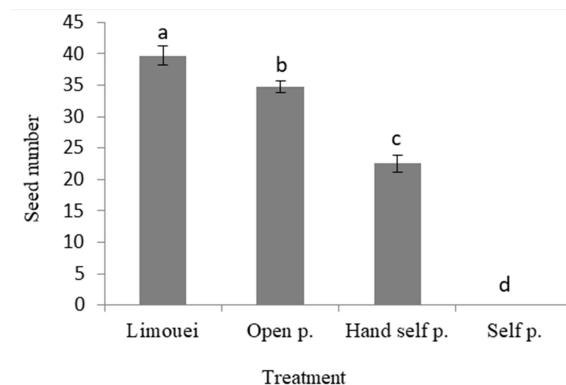 45
40
35
30
25
20
15
10
5
0
Seed number
a
b
c
d
Limouei Open p. Hand self p. Self p.
Treatment